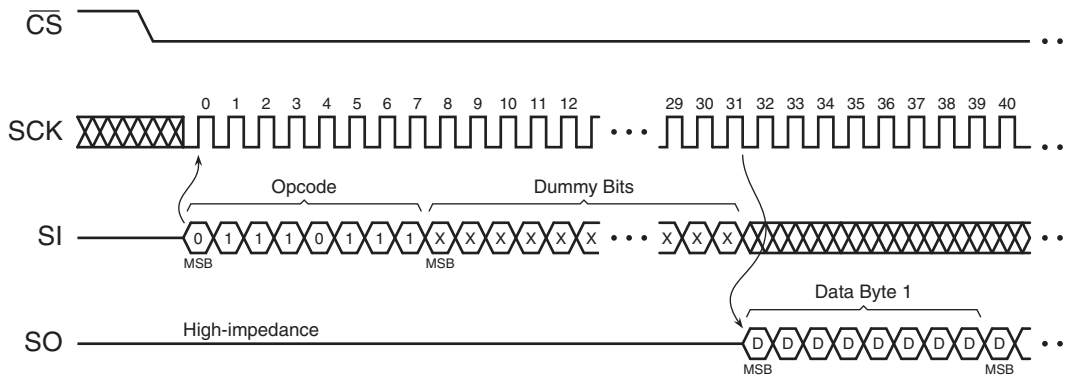 CS
0 1 2 3 4 5 6 7 8 9 10 11 12 29 30 31 32 33 34 35 36 37 38 39 40
SCK
Opcode Dummy Bits
SI 0 1 1 1 0 1 1 1 X X X X X X X X X
MSB MSB
Data Byte 1
High-impedance
SO D D D D D D D D D
MSB MSB